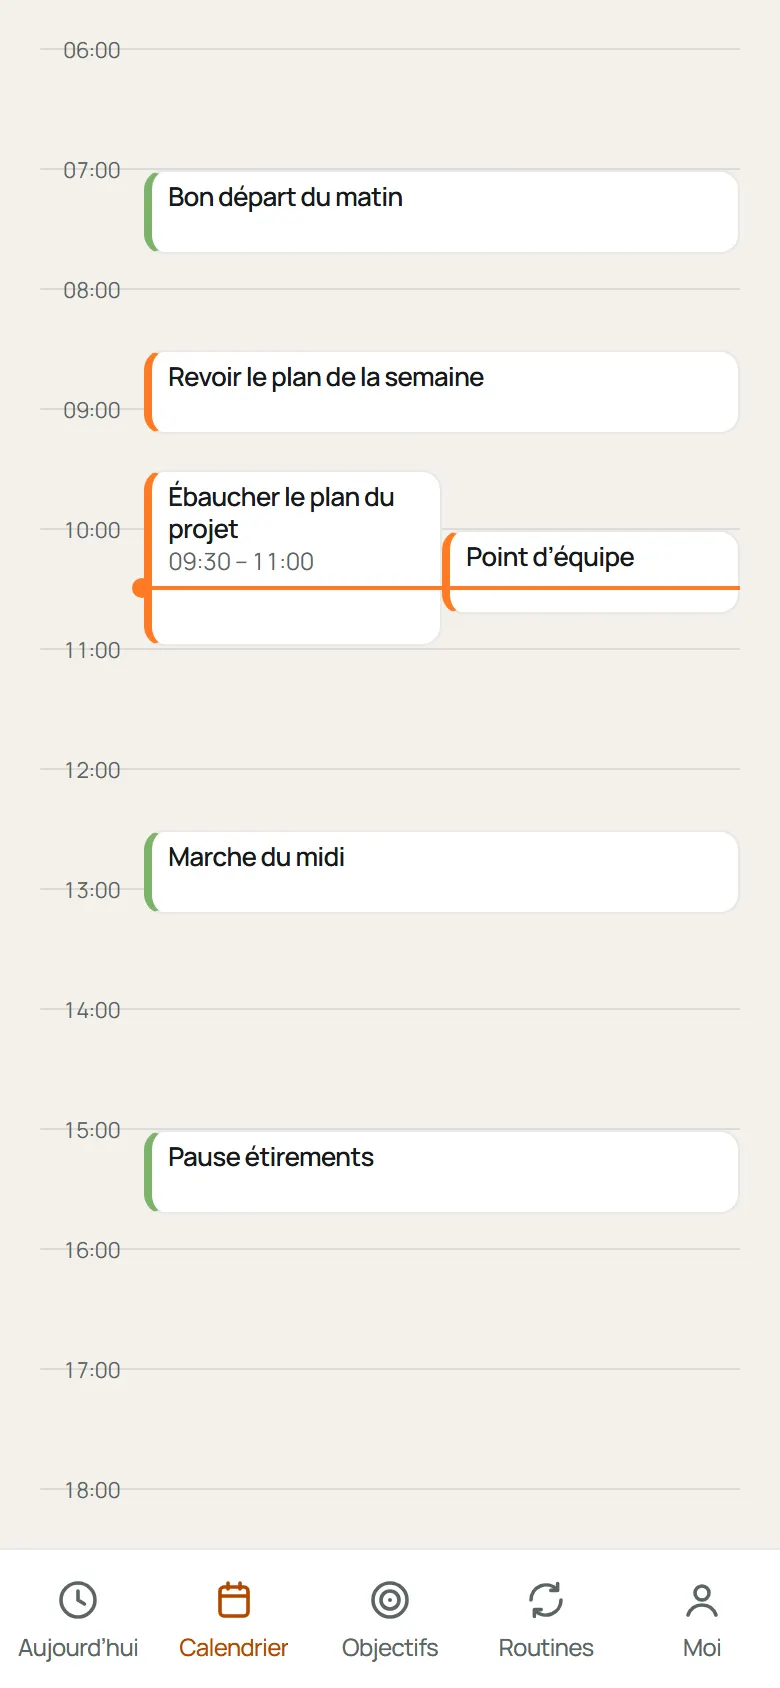 06:00
07:00
Bon départ du matin
08:00
Revoir le plan de la semaine
09:00
Ébaucher le plan du
projet
09:30 – 11:00
10:00
Point d’équipe
11:00
12:00
Marche du midi
13:00
14:00
15:00
Pause étirements
16:00
17:00
18:00
Aujourd’hui
Calendrier
Objectifs
Routines
Moi